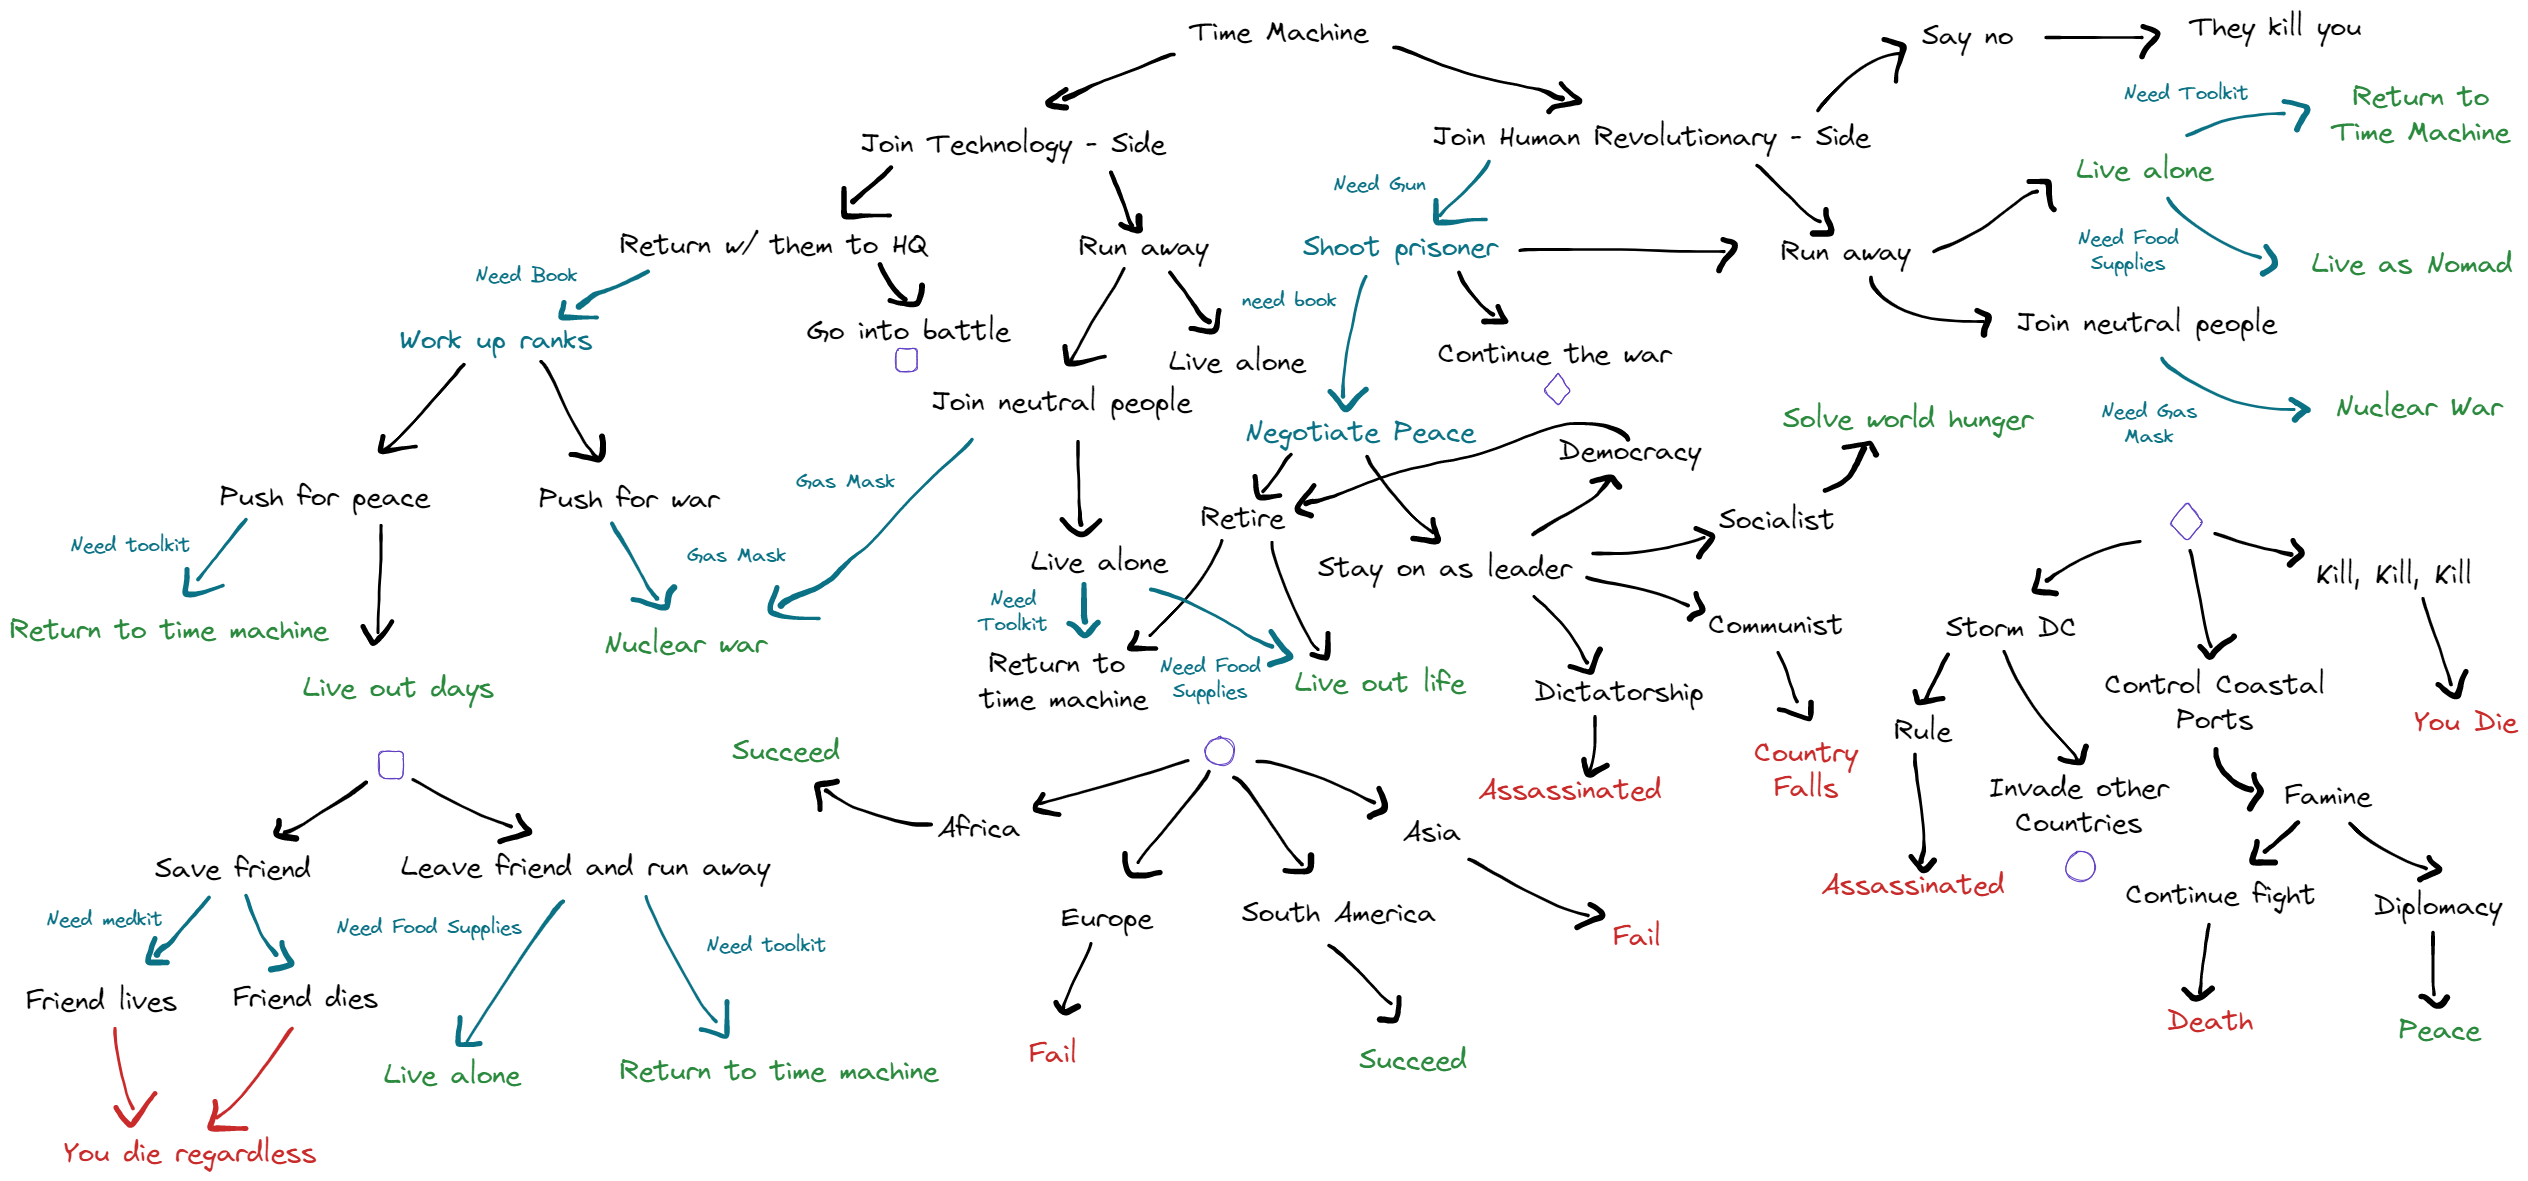 Time Machine
Say no
They kill you
Need Toolkit
Return to
Time Machine
Join Technology - Side
Join Human Revolutionary - Side
Live alone
Need Gun
Return w/ them to HQ
Run away
Shoot prisoner
Run away
Need Food
Supplies
Live as Nomad
Need Book
need book
Work up ranks
Go into battle
Live alone
Continue the war
Join neutral people
Join neutral people
Need Gas
Mask
Nuclear War
Negotiate Peace
Democracy
Solve world hunger
Push for peace
Push for war
Gas Mask
Retire
Socialist
Need toolkit
Gas Mask
Live alone
Stay on as leader
Kill, Kill, Kill
Return to time machine
Nuclear war
Need
Toolkit
Communist
Storm DC
Live out days
Return to
time machine
Need Food
Supplies
Live out life
Dictatorship
Control Coastal
Ports
You Die
Rule
Succeed
Assassinated
Country
Falls
Invade other
Countries
Famine
Africa
Asia
Save friend
Leave friend and run away
Assassinated
Continue fight
Diplomacy
Need medkit
Need Food Supplies
Need toolkit
Europe
South America
Fail
Friend lives
Friend dies
Fail
Succeed
Death
Peace
Live alone
Return to time machine
You die regardless